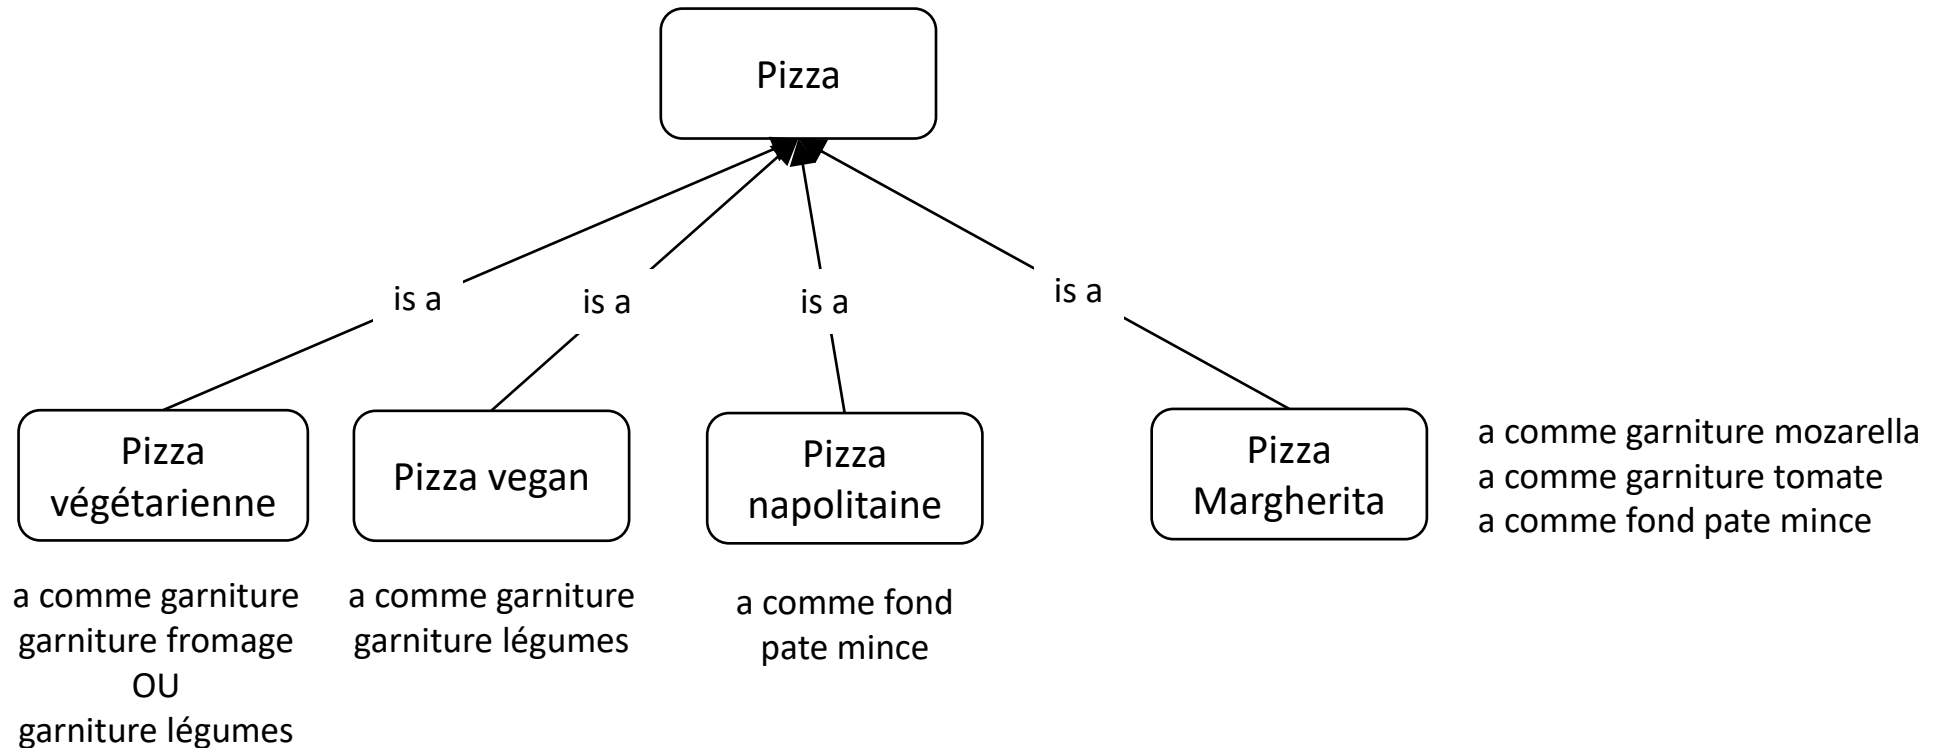 Pizza
is a
is a
is a
is a
Pizza
végétarienne
Pizza vegan
Pizza
napolitaine
Pizza
Margherita
a comme garniture mozarella
a comme garniture tomate
a comme fond pate mince
a comme garniture
garniture fromage
OU
garniture légumes
a comme garniture
garniture légumes
a comme fond
pate mince